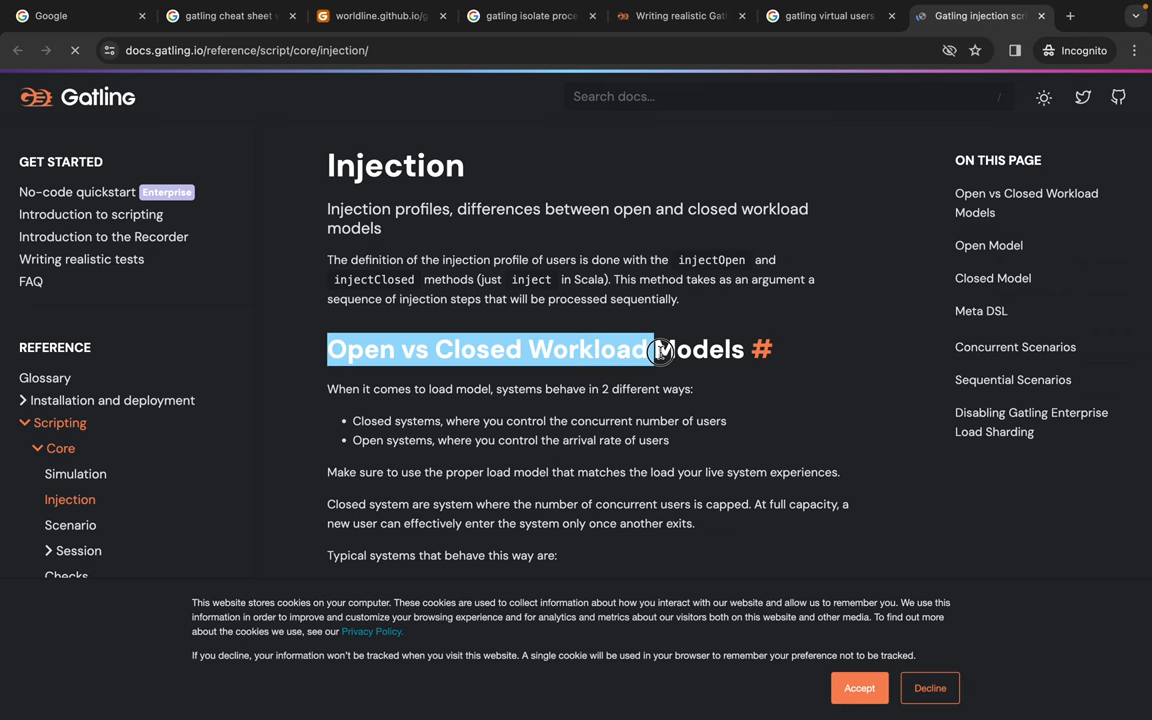 Google
gatling cheat sheet
worldline.github.io/g
gatling isolate proce
Writing realistic Gat
gatling virtual users
Gatling injection scr
docs.gatling.io/reference/script/core/injection/
Incognito
Gatling
Search docs...
/
GET STARTED
No-code quickstart Enterprise
Introduction to scripting
Introduction to the Recorder
Writing realistic tests
FAQ
REFERENCE
Glossary
Installation and deployment
Scripting
Core
Simulation
Injection
Scenario
Session
Checks
Injection
Injection profiles, differences between open and closed workload
models
The definition of the injection profile of users is done with the injectOpen and
injectClosed methods (just inject in Scala). This method takes as an argument a
sequence of injection steps that will be processed sequentially.
Open vs Closed Workload Models #
When it comes to load model, systems behave in 2 different ways:
• Closed systems, where you control the concurrent number of users
• Open systems, where you control the arrival rate of users
Make sure to use the proper load model that matches the load your live system experiences.
Closed system are system where the number of concurrent users is capped. At full capacity, a
new user can effectively enter the system only once another exits.
Typical systems that behave this way are:
ON THIS PAGE
Open vs Closed Workload
Models
Open Model
Closed Model
Meta DSL
Concurrent Scenarios
Sequential Scenarios
Disabling Gatling Enterprise
Load Sharding
This website stores cookies on your computer. These cookies are used to collect information about how you interact with our website and allow us to remember you. We use this
information in order to improve and customize your browsing experience and for analytics and metrics about our visitors both on this website and other media. To find out more
about the cookies we use, see our Privacy Policy.
If you decline, your information won't be tracked when you visit this website. A single cookie will be used in your browser to remember your preference not to be tracked.
Accept
Decline